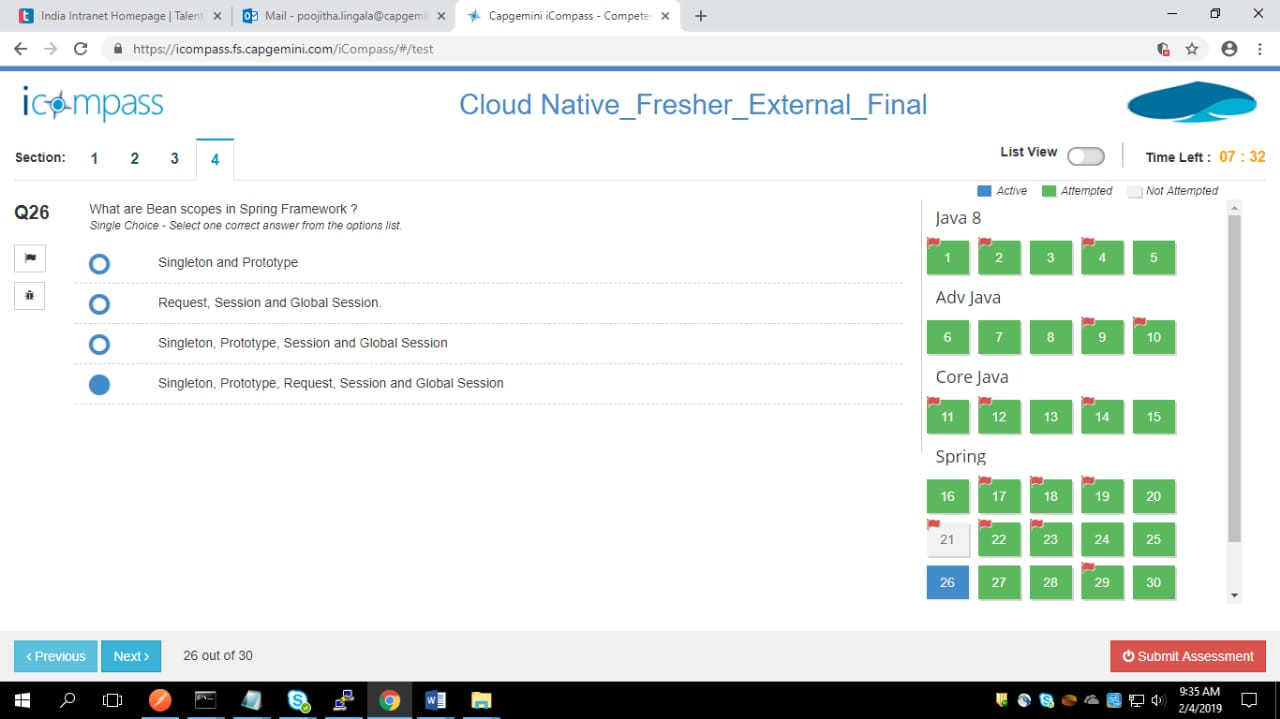 India Intranet Homepage | Talent
Mail - poojitha.lingala@capgemi
Capgemini iCompass - Compete
https://icompass.fs.capgemini.com/iCompass/#/test
icompass
Cloud Native_Fresher_External_Final
Section: 1 2 3 4
List View
Time Left : 07 : 32
Active Attempted Not Attempted
Q26
What are Bean scopes in Spring Framework ?
Single Choice - Select one correct answer from the options list.
Singleton and Prototype
Request, Session and Global Session.
Singleton, Prototype, Session and Global Session
Singleton, Prototype, Request, Session and Global Session
Java 8
1 2 3 4 5
Adv Java
6 7 8 9 10
Core Java
11 12 13 14 15
Spring
16 17 18 19 20
21 22 23 24 25
26 27 28 29 30
‹ Previous
Next ›
26 out of 30
Submit Assessment
9:35 AM
2/4/2019